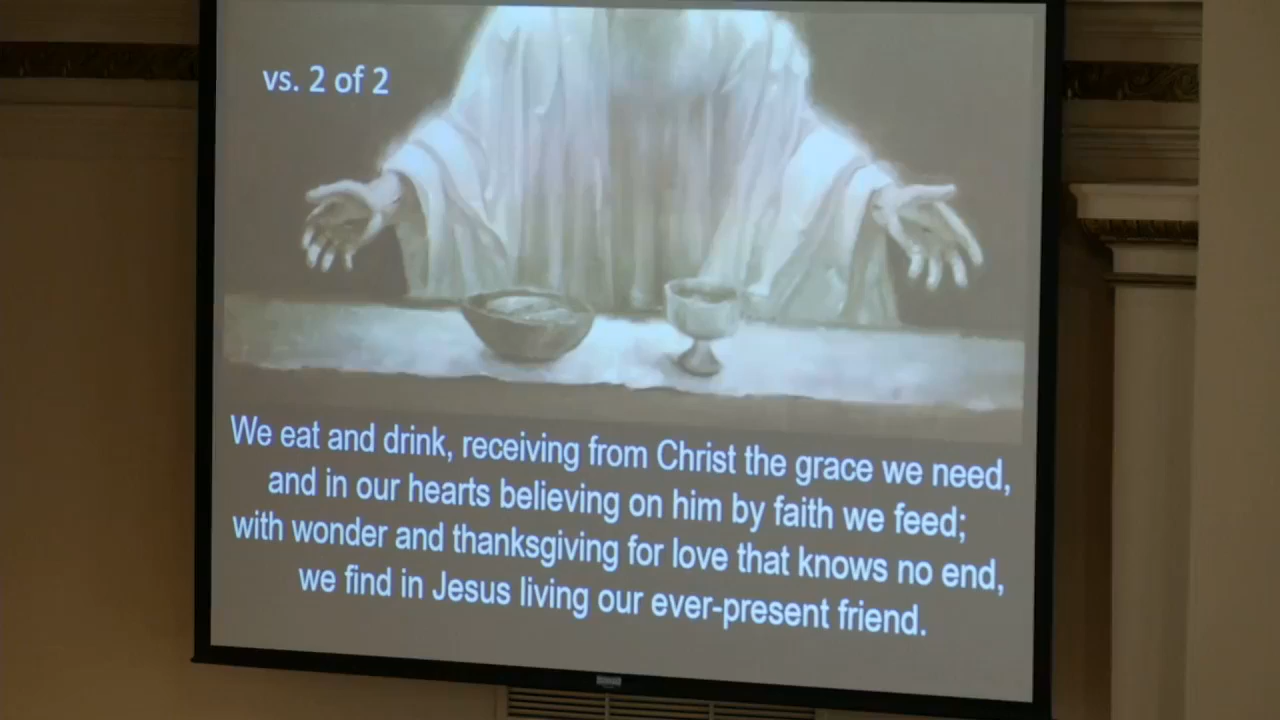 vs. 2 of 2
We eat and drink, receiving from Christ the grace we need,
and in our hearts believing on him by faith we feed;
with wonder and thanksgiving for love that knows no end,
we find in Jesus living our ever-present friend.